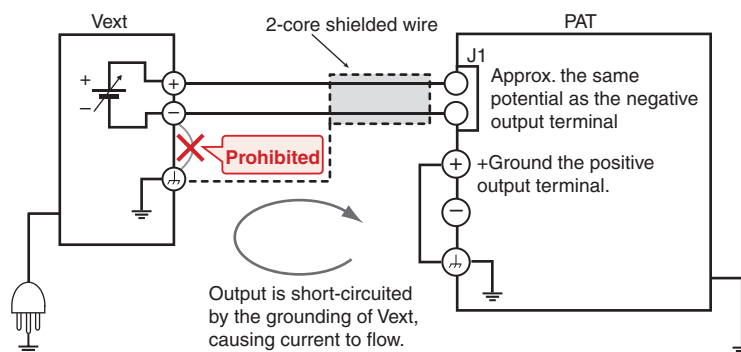 Vext
2-core shielded wire
PAT
J1
Approx. the same
potential as the negative
output terminal
+
−
+
−
Prohibited
+
+Ground the positive
output terminal.
−
Output is short-circuited
by the grounding of Vext,
causing current to flow.